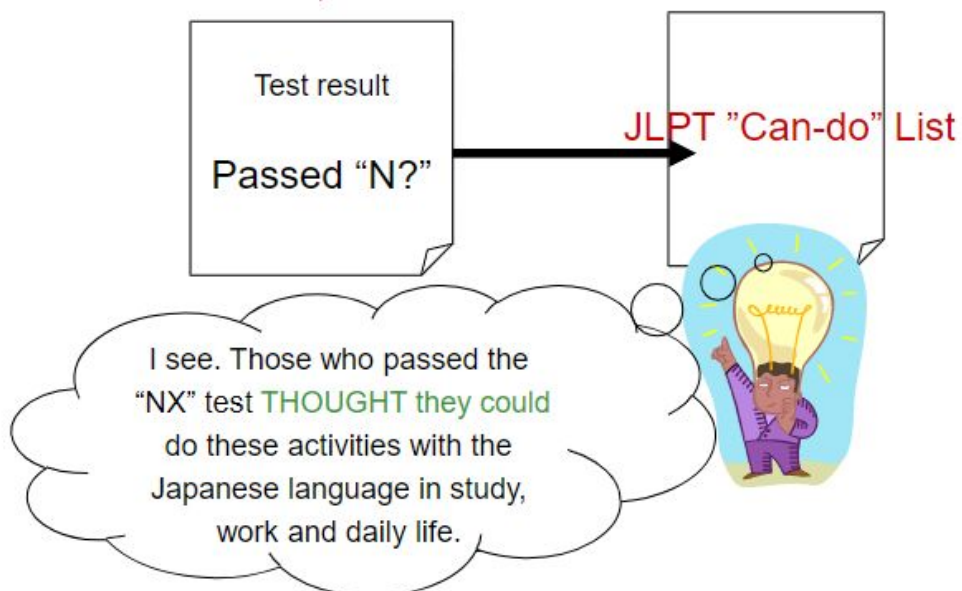 Test result
Passed “N?”
JLPT ”Can-do” List
I see. Those who passed the
“NX” test THOUGHT they could
do these activities with the
Japanese language in study,
work and daily life.